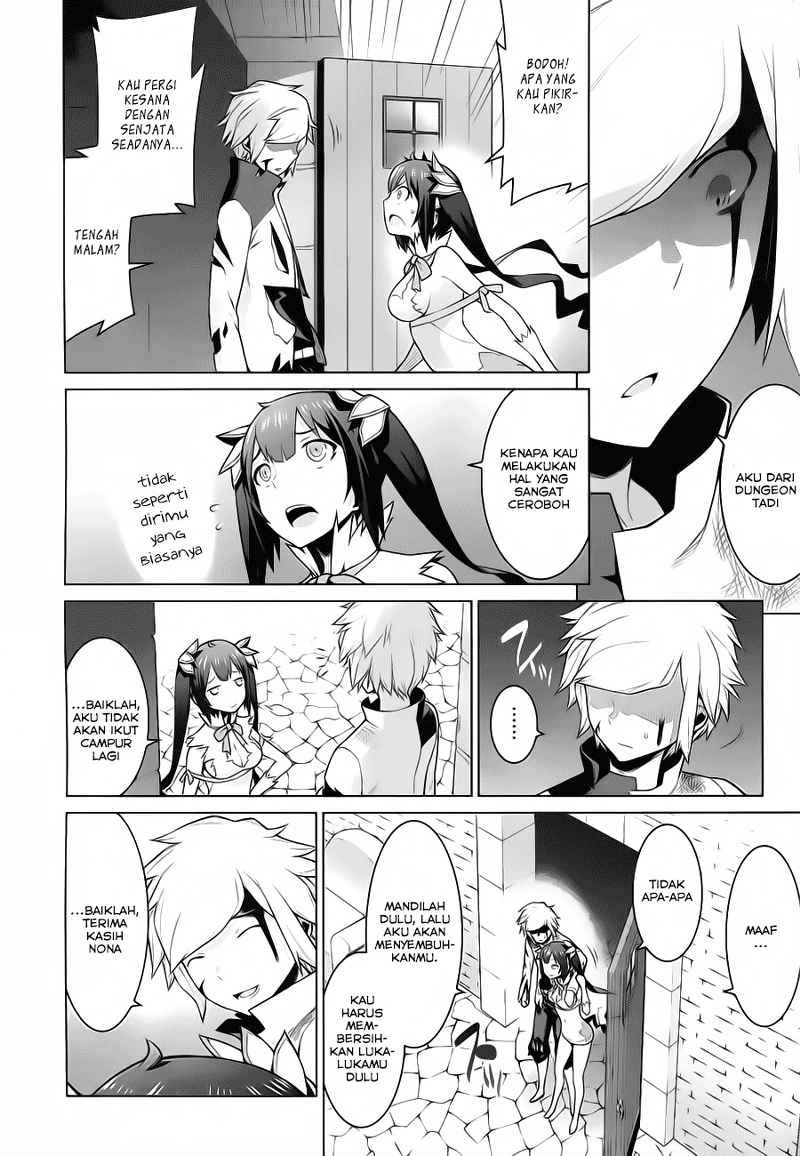 AKU DARI
DUNGEON
TADI
BODOH!
APA YANG
KAU PIKIR-
KAN?
KAU PERGI
KESANA
DENGAN
SENJATA
SEADANYA...
TENGAH
MALAM?
KENAPA KAU
MELAKUKAN
HAL YANG
SANGAT
CEROBOH
tidak
seperti
dirimu
yang
Biasanya
......
...BAIKLAH,
AKU TIDAK
AKAN IKUT
CAMPUR
LAGI
MAAF
...
TIDAK
APA-APA
MANDILAH
DULU, LALU
AKU AKAN
MENYEMBUH-
KANMU.
KAU
HARUS
MEM-
BERSIH-
KAN LUKA-
LUKAMU
DULU
...BAIKLAH,
TERIMA
KASIH
NONA